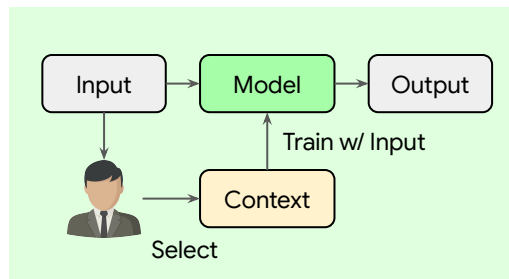 Input
Model
Output
Train w/ Input
Context
Select